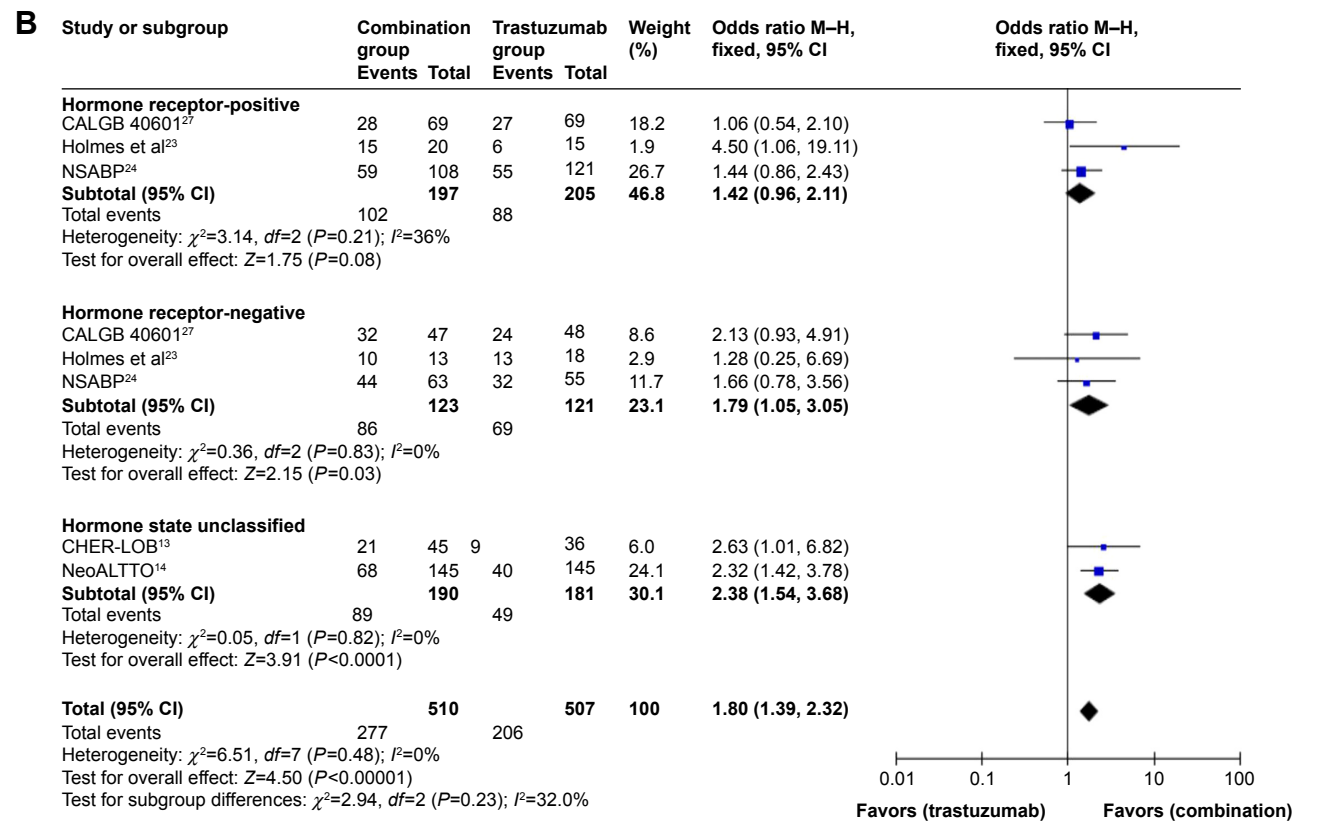 B
Study or subgroup Combination group Trastuzumab group Weight (%) Odds ratio M–H, fixed, 95% CI Odds ratio M–H, fixed, 95% CI
Events Total Events Total
Hormone receptor-positive
CALGB 40601²⁷ 28 69 27 69 18.2 1.06 (0.54, 2.10)
Holmes et al²³ 15 20 6 15 1.9 4.50 (1.06, 19.11)
NSABP²⁴ 59 108 55 121 26.7 1.44 (0.86, 2.43)
Subtotal (95% CI) 197 205 46.8 1.42 (0.96, 2.11)
Total events 102 88
Heterogeneity: χ²=3.14, df=2 (P=0.21); I²=36%
Test for overall effect: Z=1.75 (P=0.08)
Hormone receptor-negative
CALGB 40601²⁷ 32 47 24 48 8.6 2.13 (0.93, 4.91)
Holmes et al²³ 10 13 13 18 2.9 1.28 (0.25, 6.69)
NSABP²⁴ 44 63 32 55 11.7 1.66 (0.78, 3.56)
Subtotal (95% CI) 123 121 23.1 1.79 (1.05, 3.05)
Total events 86 69
Heterogeneity: χ²=0.36, df=2 (P=0.83); I²=0%
Test for overall effect: Z=2.15 (P=0.03)
Hormone state unclassified
CHER-LOB¹³ 21 45 9 36 6.0 2.63 (1.01, 6.82)
NeoALTTO¹⁴ 68 145 40 145 24.1 2.32 (1.42, 3.78)
Subtotal (95% CI) 190 181 30.1 2.38 (1.54, 3.68)
Total events 89 49
Heterogeneity: χ²=0.05, df=1 (P=0.82); I²=0%
Test for overall effect: Z=3.91 (P<0.0001)
Total (95% CI) 510 507 100 1.80 (1.39, 2.32)
Total events 277 206
Heterogeneity: χ²=6.51, df=7 (P=0.48); I²=0%
Test for overall effect: Z=4.50 (P<0.00001)
Test for subgroup differences: χ²=2.94, df=2 (P=0.23); I²=32.0%
0.01 0.1 1 10 100
Favors (trastuzumab) Favors (combination)